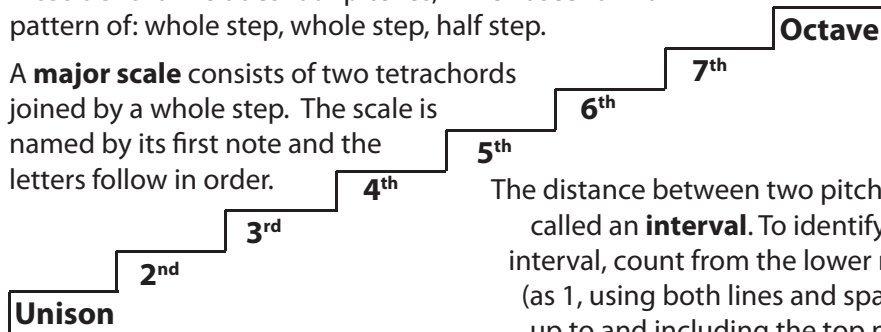 pattern of: whole step, whole step, half step.
A major scale consists of two tetrachords
joined by a whole step. The scale is
named by its first note and the
letters follow in order.
Octave
7th
6th
5th
4th
3rd
2nd
Unison
The distance between two pitch
called an interval. To identify
interval, count from the lower
(as 1, using both lines and
up to and including the top